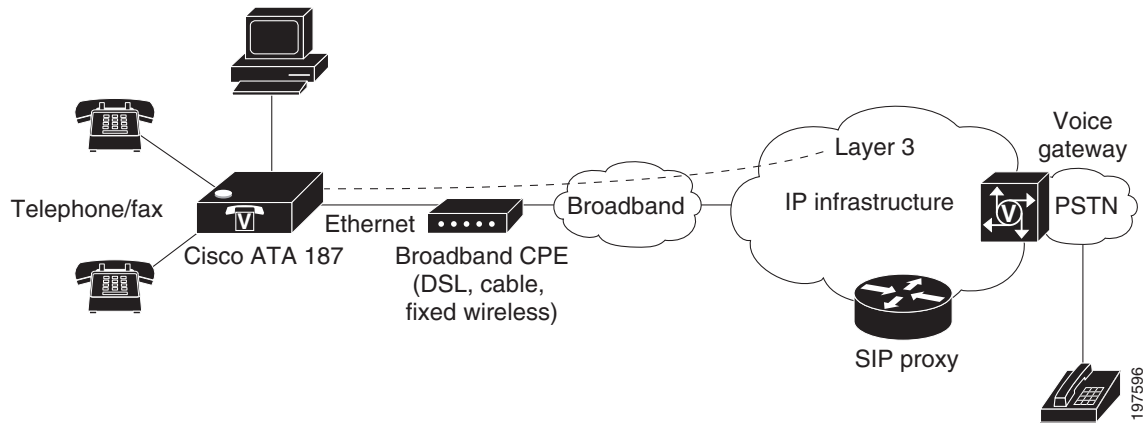 Telephone/fax
Cisco ATA 187
V
Ethernet
Broadband CPE
(DSL, cable,
fixed wireless)
Broadband
Layer 3
IP infrastructure
SIP proxy
Voice
gateway
V
PSTN
197596